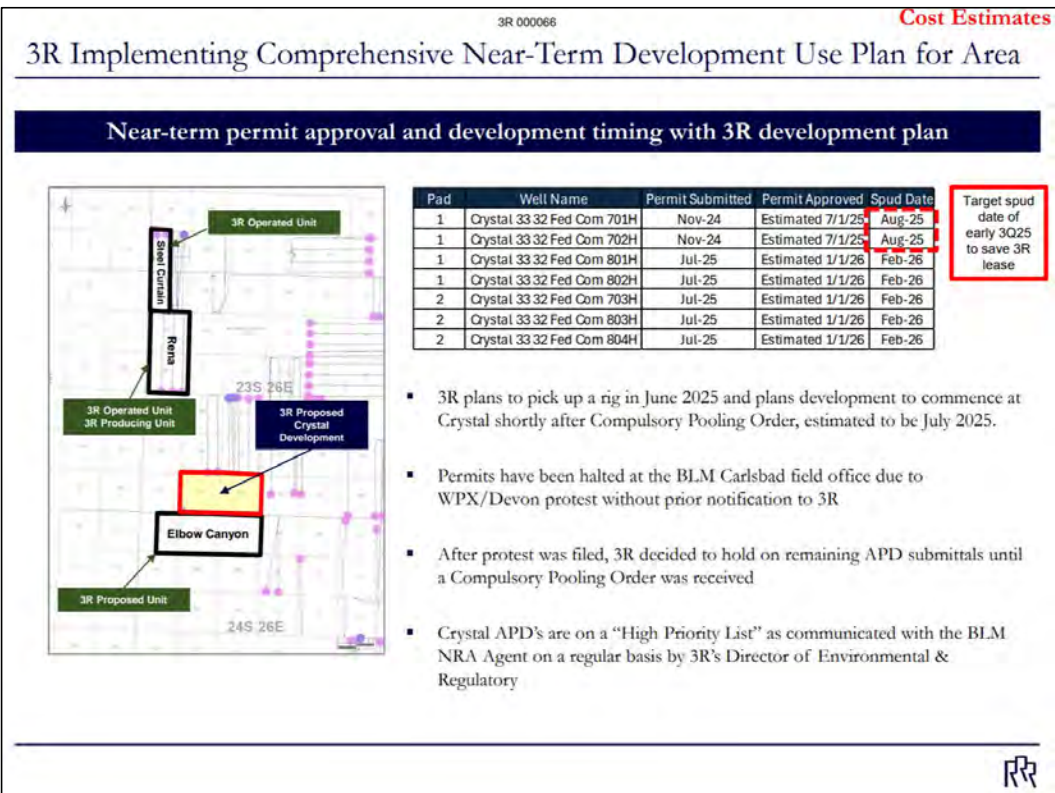 3R 000066
Cost Estimates
3R Implementing Comprehensive Near-Term Development Use Plan for Area
Near-term permit approval and development timing with 3R development plan
3R Operated Unit
Steel Curtain
Rena
23S 26E
3R Operated Unit
3R Producing Unit
3R Proposed
Crystal
Development
Elbow Canyon
3R Proposed Unit
24S 26E
Pad Well Name Permit Submitted Permit Approved Spud Date
1 Crystal 33 32 Fed Com 701H Nov-24 Estimated 7/1/25 Aug-25
1 Crystal 33 32 Fed Com 702H Nov-24 Estimated 7/1/25 Aug-25
1 Crystal 33 32 Fed Com 801H Jul-25 Estimated 1/1/26 Feb-26
1 Crystal 33 32 Fed Com 802H Jul-25 Estimated 1/1/26 Feb-26
2 Crystal 33 32 Fed Com 703H Jul-25 Estimated 1/1/26 Feb-26
2 Crystal 33 32 Fed Com 803H Jul-25 Estimated 1/1/26 Feb-26
2 Crystal 33 32 Fed Com 804H Jul-25 Estimated 1/1/26 Feb-26
Target spud
date of
early 3Q25
to save 3R
lease
▪ 3R plans to pick up a rig in June 2025 and plans development to commence at
Crystal shortly after Compulsory Pooling Order, estimated to be July 2025.
▪ Permits have been halted at the BLM Carlsbad field office due to
WPX/Devon protest without prior notification to 3R
▪ After protest was filed, 3R decided to hold on remaining APD submittals until
a Compulsory Pooling Order was received
▪ Crystal APD's are on a "High Priority List" as communicated with the BLM
NRA Agent on a regular basis by 3R's Director of Environmental &
Regulatory
RRR